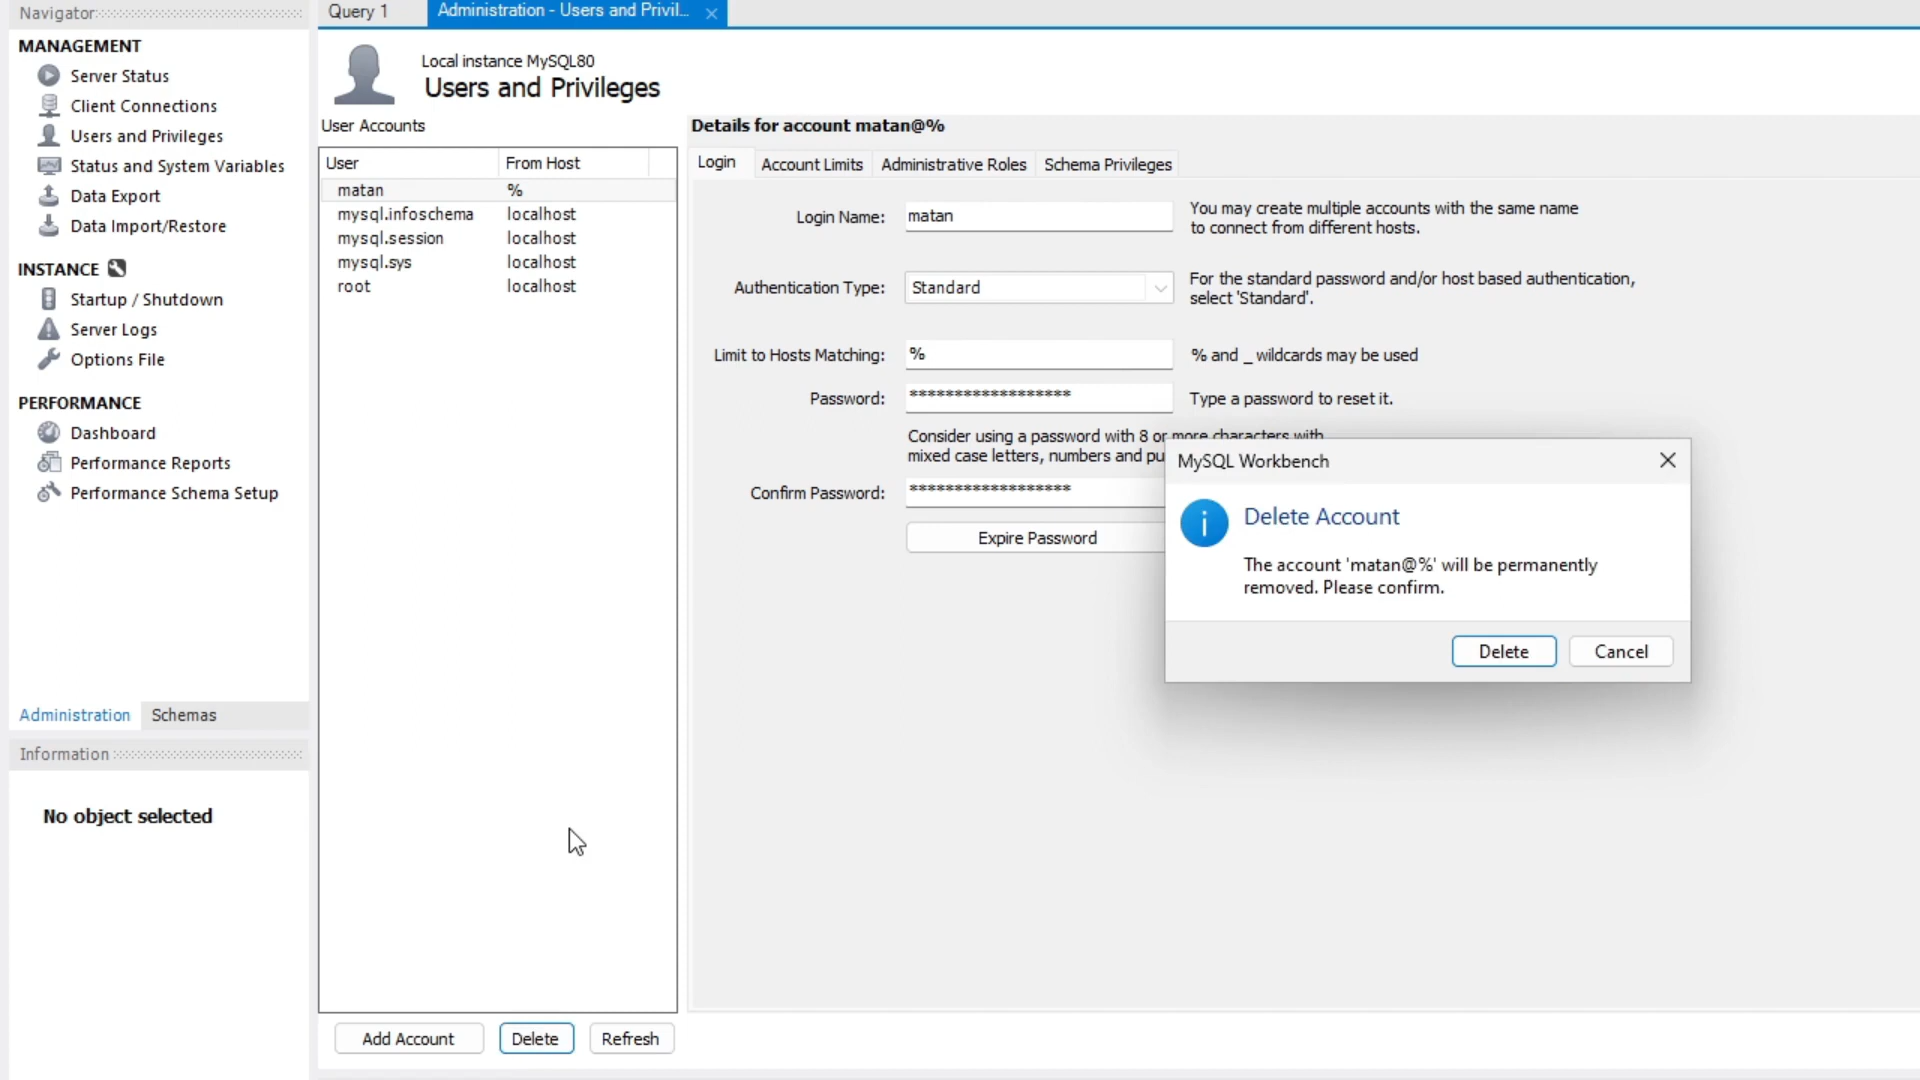 Navigator
MANAGEMENT
Server Status
Client Connections
Users and Privileges
Status and System Variables
Data Export
Data Import/Restore
INSTANCE
Startup / Shutdown
Server Logs
Options File
PERFORMANCE
Dashboard
Performance Reports
Performance Schema Setup
Administration
Schemas
Information
No object selected
Query 1
Administration - Users and Privil...
Local instance MySQL80
Users and Privileges
User Accounts
User From Host
matan %
mysql.infoschema localhost
mysql.session localhost
mysql.sys localhost
root localhost
Add Account
Delete
Refresh
Details for account matan@%
Login
Account Limits
Administrative Roles
Schema Privileges
Login Name: matan
You may create multiple accounts with the same name
to connect from different hosts.
Authentication Type: Standard
For the standard password and/or host based authentication,
select 'Standard'.
Limit to Hosts Matching: %
% and _ wildcards may be used
Password: ******************
Type a password to reset it.
Consider using a password with 8 or more characters with
mixed case letters, numbers and pu
Confirm Password: ******************
Expire Password
MySQL Workbench
Delete Account
The account 'matan@%' will be permanently
removed. Please confirm.
Delete
Cancel